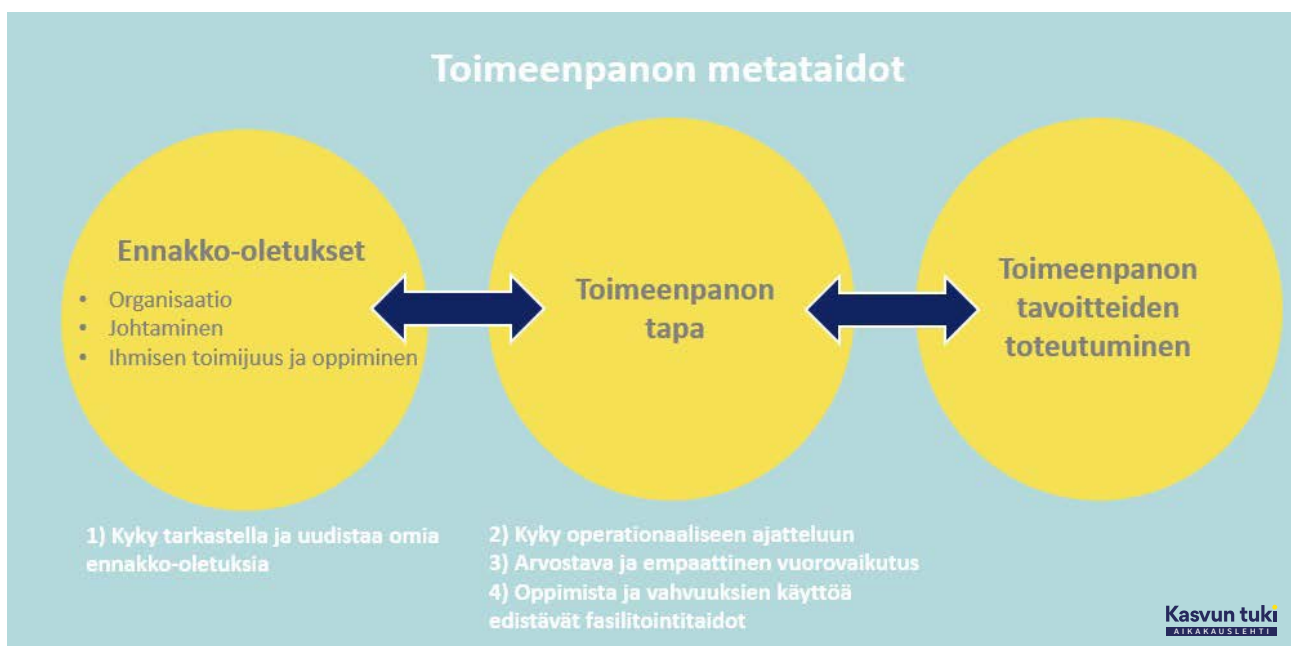 Toimeenpanon metataidot
Ennakko-oletukset
• Organisaatio
• Johtaminen
• Ihmisen toimijuus ja oppiminen
Toimeenpanon
tapa
Toimeenpanon
tavoitteiden
toteutuminen
1) Kyky tarkastella ja uudistaa omia
ennakko-oletuksia
2) Kyky operationaaliseen ajatteluun
3) Arvostava ja empaattinen vuorovaikutus
4) Oppimista ja vahvuuksien käyttöä
edistävät fasilitointitaidot
Kasvun tuki
AIKAKAUSLEHTI